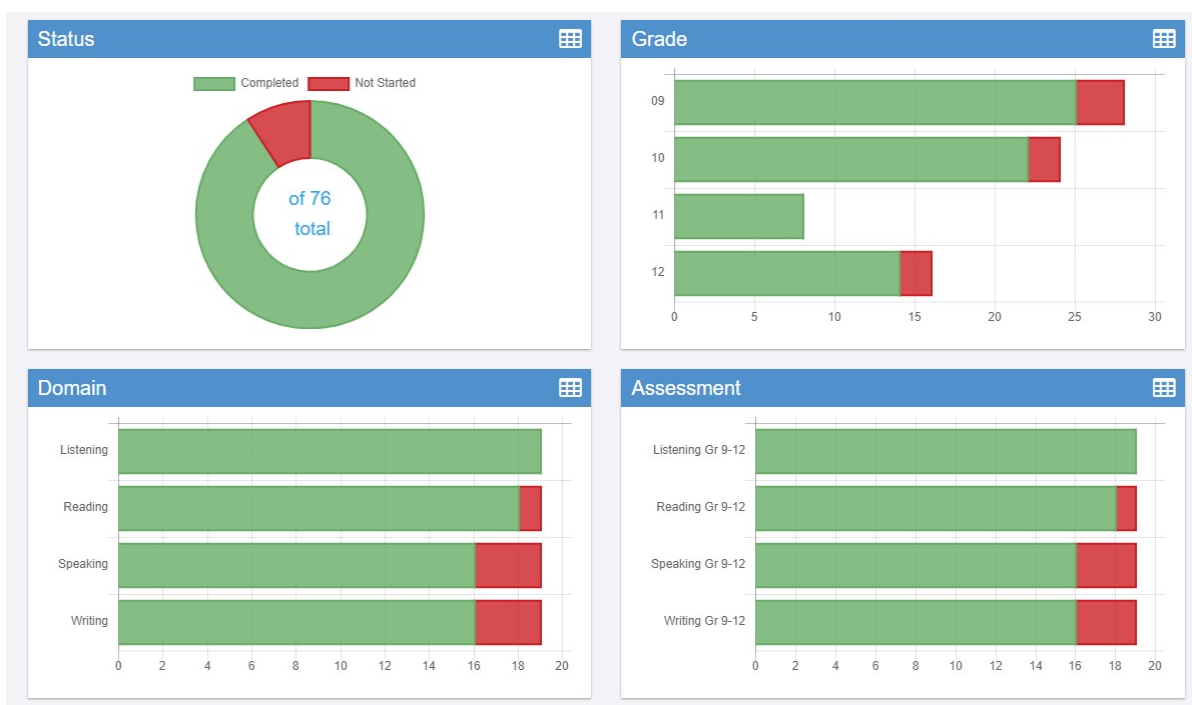 Status
Completed Not Started
of 76
total
Grade
09
10
11
12
0 5 10 15 20 25 30
Domain
Listening
Reading
Speaking
Writing
0 2 4 6 8 10 12 14 16 18 20
Assessment
Listening Gr 9-12
Reading Gr 9-12
Speaking Gr 9-12
Writing Gr 9-12
0 2 4 6 8 10 12 14 16 18 20